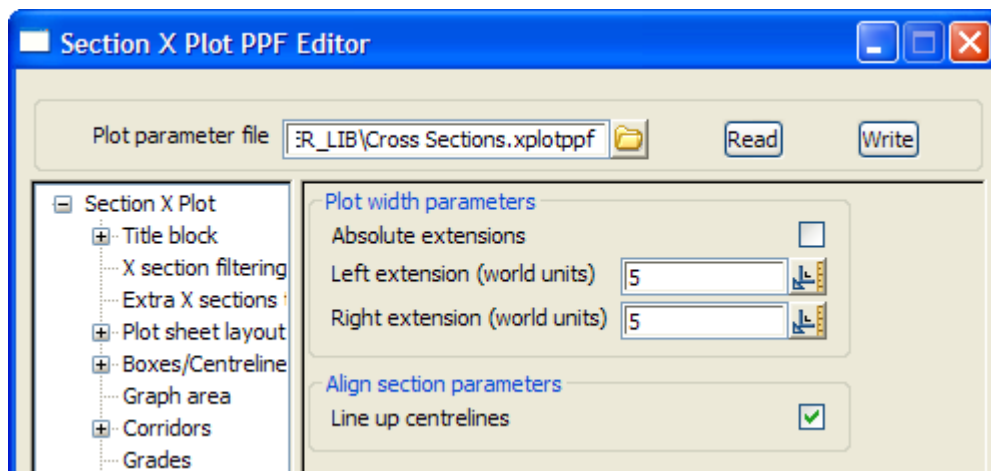 Section X Plot PPF Editor
Plot parameter file R_LIB\Cross Sections.xplotppf Read Write
Section X Plot
Title block
X section filtering
Extra X sections
Plot sheet layout
Boxes/Centreline
Graph area
Corridors
Grades
Plot width parameters
Absolute extensions
Left extension (world units) 5
Right extension (world units) 5
Align section parameters
Line up centrelines